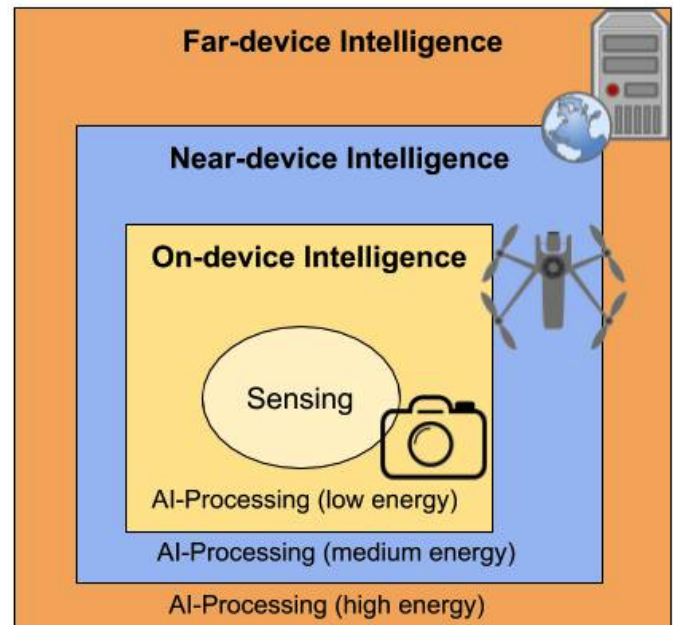 Far-device Intelligence
Near-device Intelligence
On-device Intelligence
Sensing
AI-Processing (low energy)
AI-Processing (medium energy)
AI-Processing (high energy)